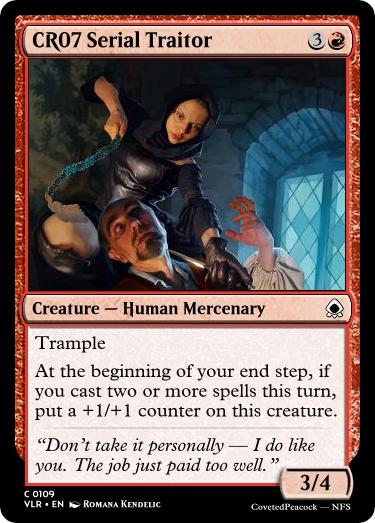 CR07 Serial Traitor 3
Creature — Human Mercenary
Trample
At the beginning of your end step, if
you cast two or more spells this turn,
put a +1/+1 counter on this creature.
“Don’t take it personally — I do like
you. The job just paid too well.”
3/4
C 0109
VLR • EN Romana Kendelic
CovetedPeacock — NFS